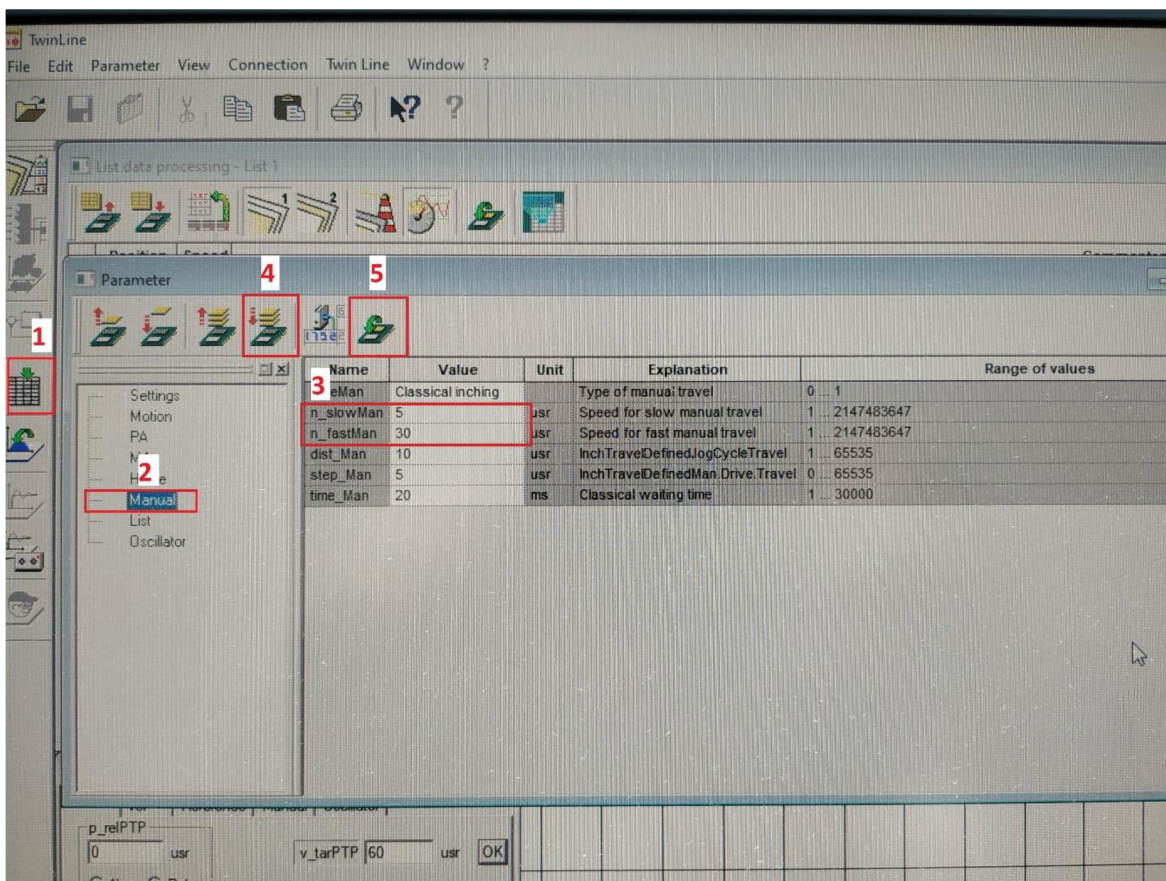 TwinLine
File Edit Parameter View Connection Twin Line Window ?
List data processing - List 1
1 2
Position Speed
4 5
Parameter
1
Name Value Unit Explanation Range of values
3
Classical inching Type of manual travel 0 ... 1
n_slowMan 5 usr Speed for slow manual travel 1 ... 2147483647
n_fastMan 30 usr Speed for fast manual travel 1 ... 2147483647
dist_Man 10 usr InchTravelDefinedJogCycleTravel 1 ... 65535
step_Man 5 usr InchTravelDefinedMan.Drive.Travel 0 ... 65535
time_Man 20 ms Classical waiting time 1 ... 30000
Settings
Motion
PA
2
Manual
List
Oscillator
p_relPTP
0 usr v_tarPTP 60 usr OK